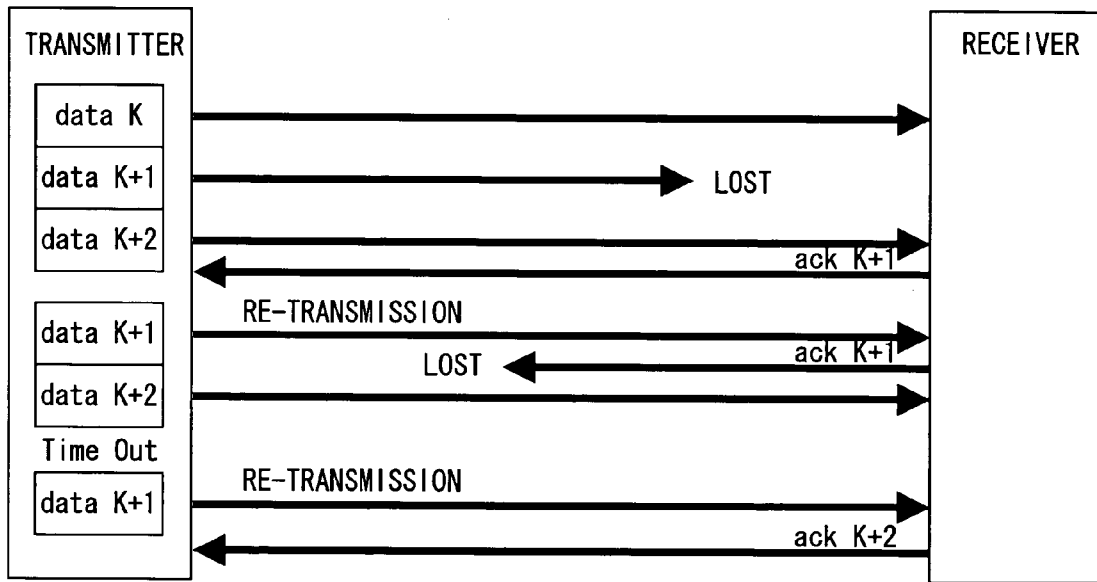 TRANSMITTER
RECEIVER
data K
data K+1
LOST
data K+2
ack K+1
RE-TRANSMISSION
data K+1
ack K+1
LOST
data K+2
Time Out
RE-TRANSMISSION
data K+1
ack K+2